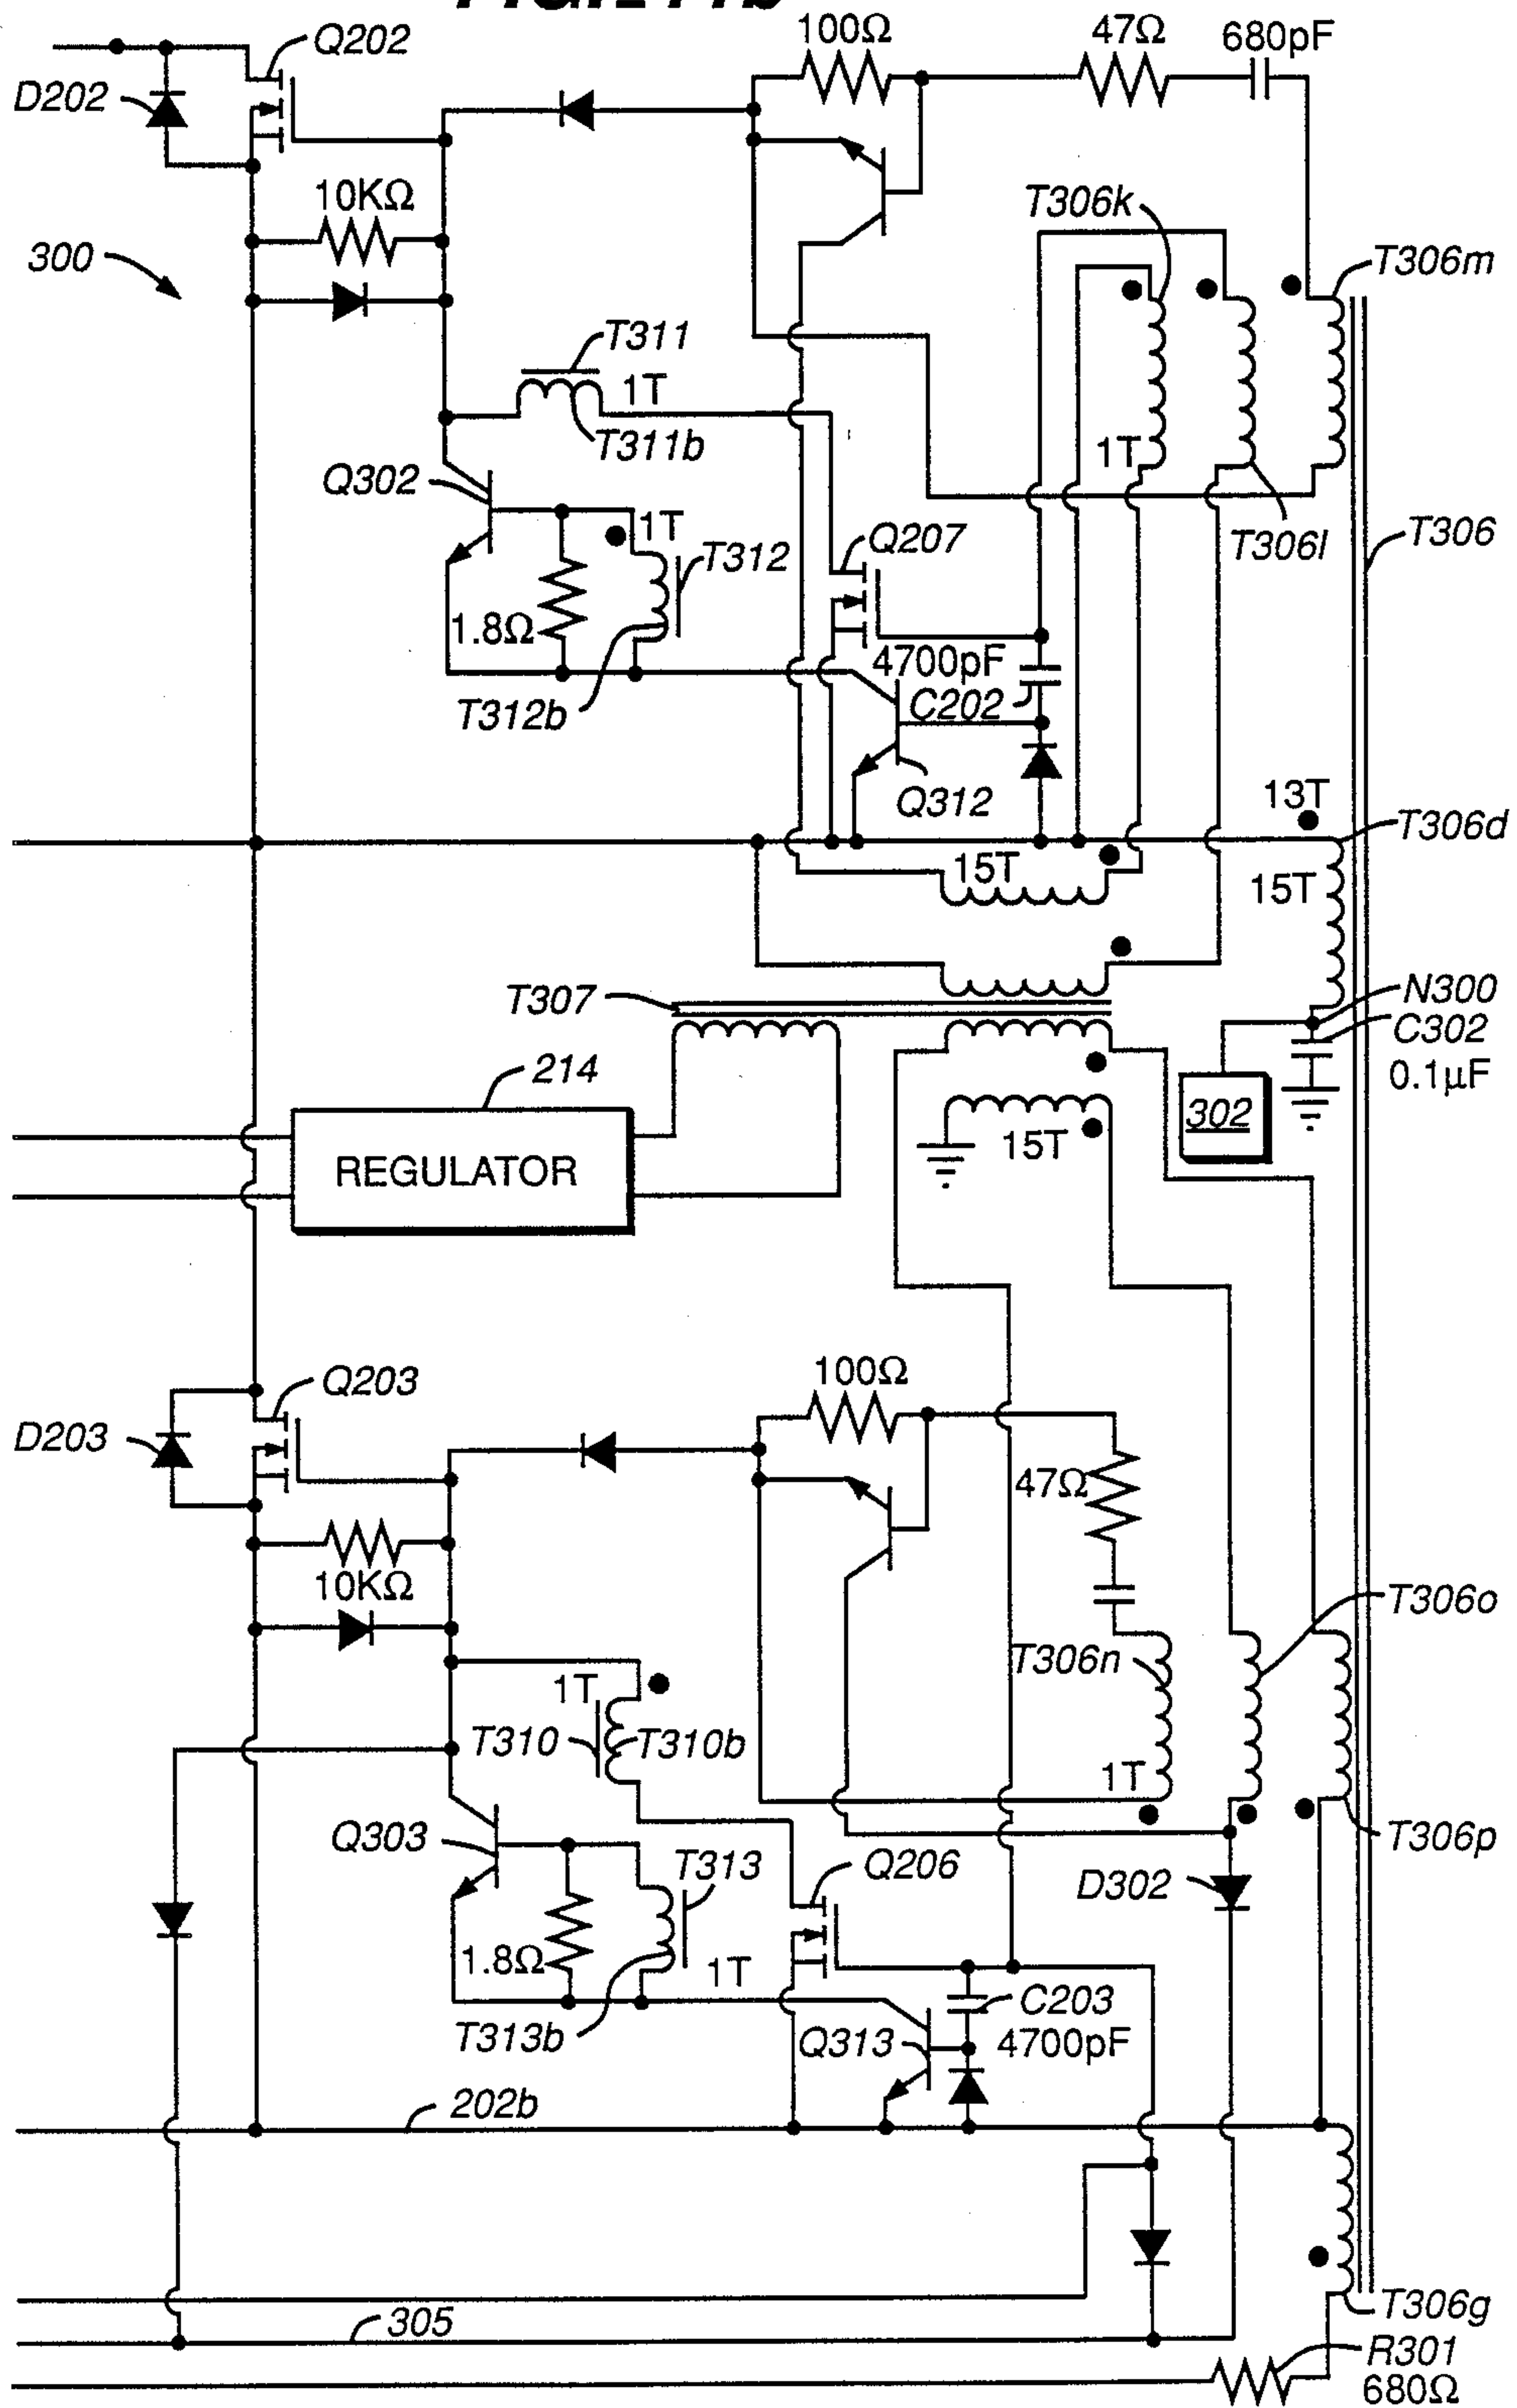 Q202
100Ω
47Ω
680pF
D202
10KΩ
T306k
300
T306m
T311
1T
T311b
1T
Q302
1T
Q207
T306l
T306
T312
1.8Ω
4700pF
C202
T312b
Q312
13T
T306d
15T
15T
T307
N300
C302
0.1µF
214
302
15T
REGULATOR
Q203
100Ω
D203
47Ω
10KΩ
T306o
T306n
1T
T310
T310b
1T
Q303
T313
Q206
D302
T306p
1.8Ω
1T
C203
T313b
Q313
4700pF
202b
305
T306g
R301
680Ω